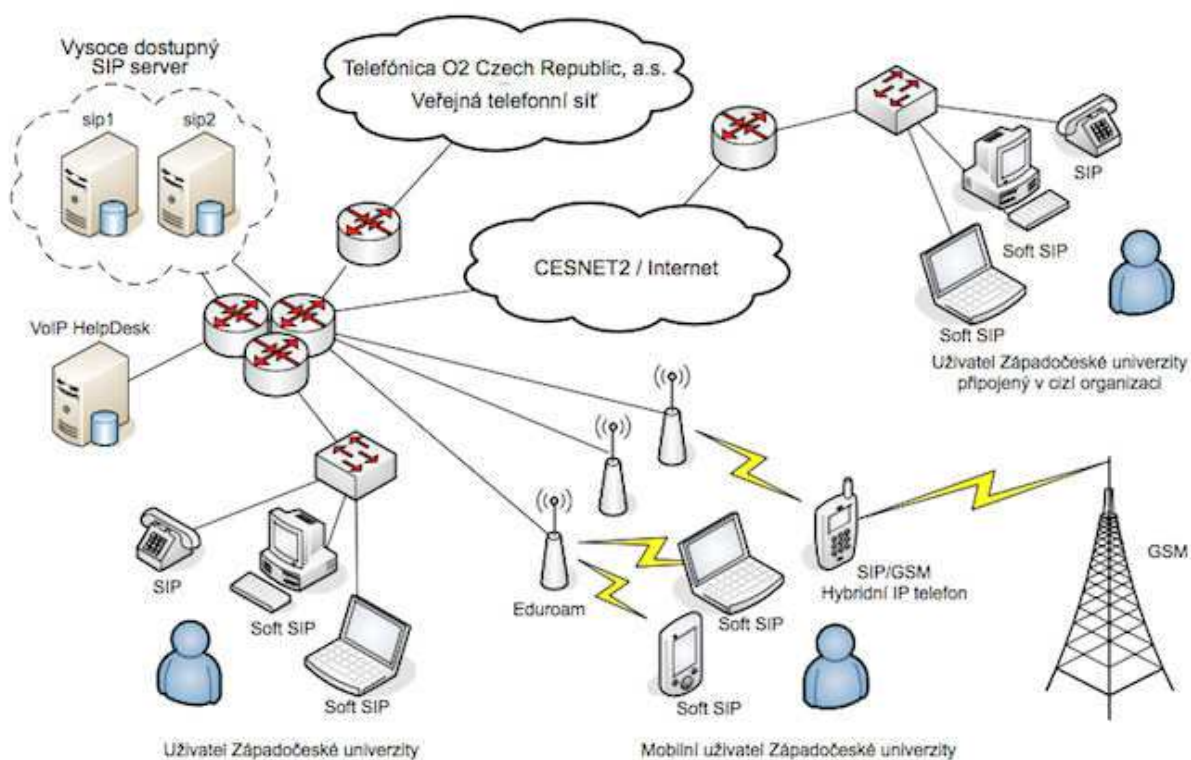 Vysoce dostupný
SIP server
sip1
sip2
Telefónica O2 Czech Republic, a.s.
Veřejná telefonní síť
SIP
Soft SIP
CESNET2 / Internet
Soft SIP
VoIP HelpDesk
Uživatel Západočeské univerzity
připojený v cizí organizaci
GSM
SIP
SIP/GSM
Hybridní IP telefon
Eduroam
Soft SIP
Soft SIP
Soft SIP
Soft SIP
Uživatel Západočeské univerzity
Mobilní uživatel Západočeské univerzity